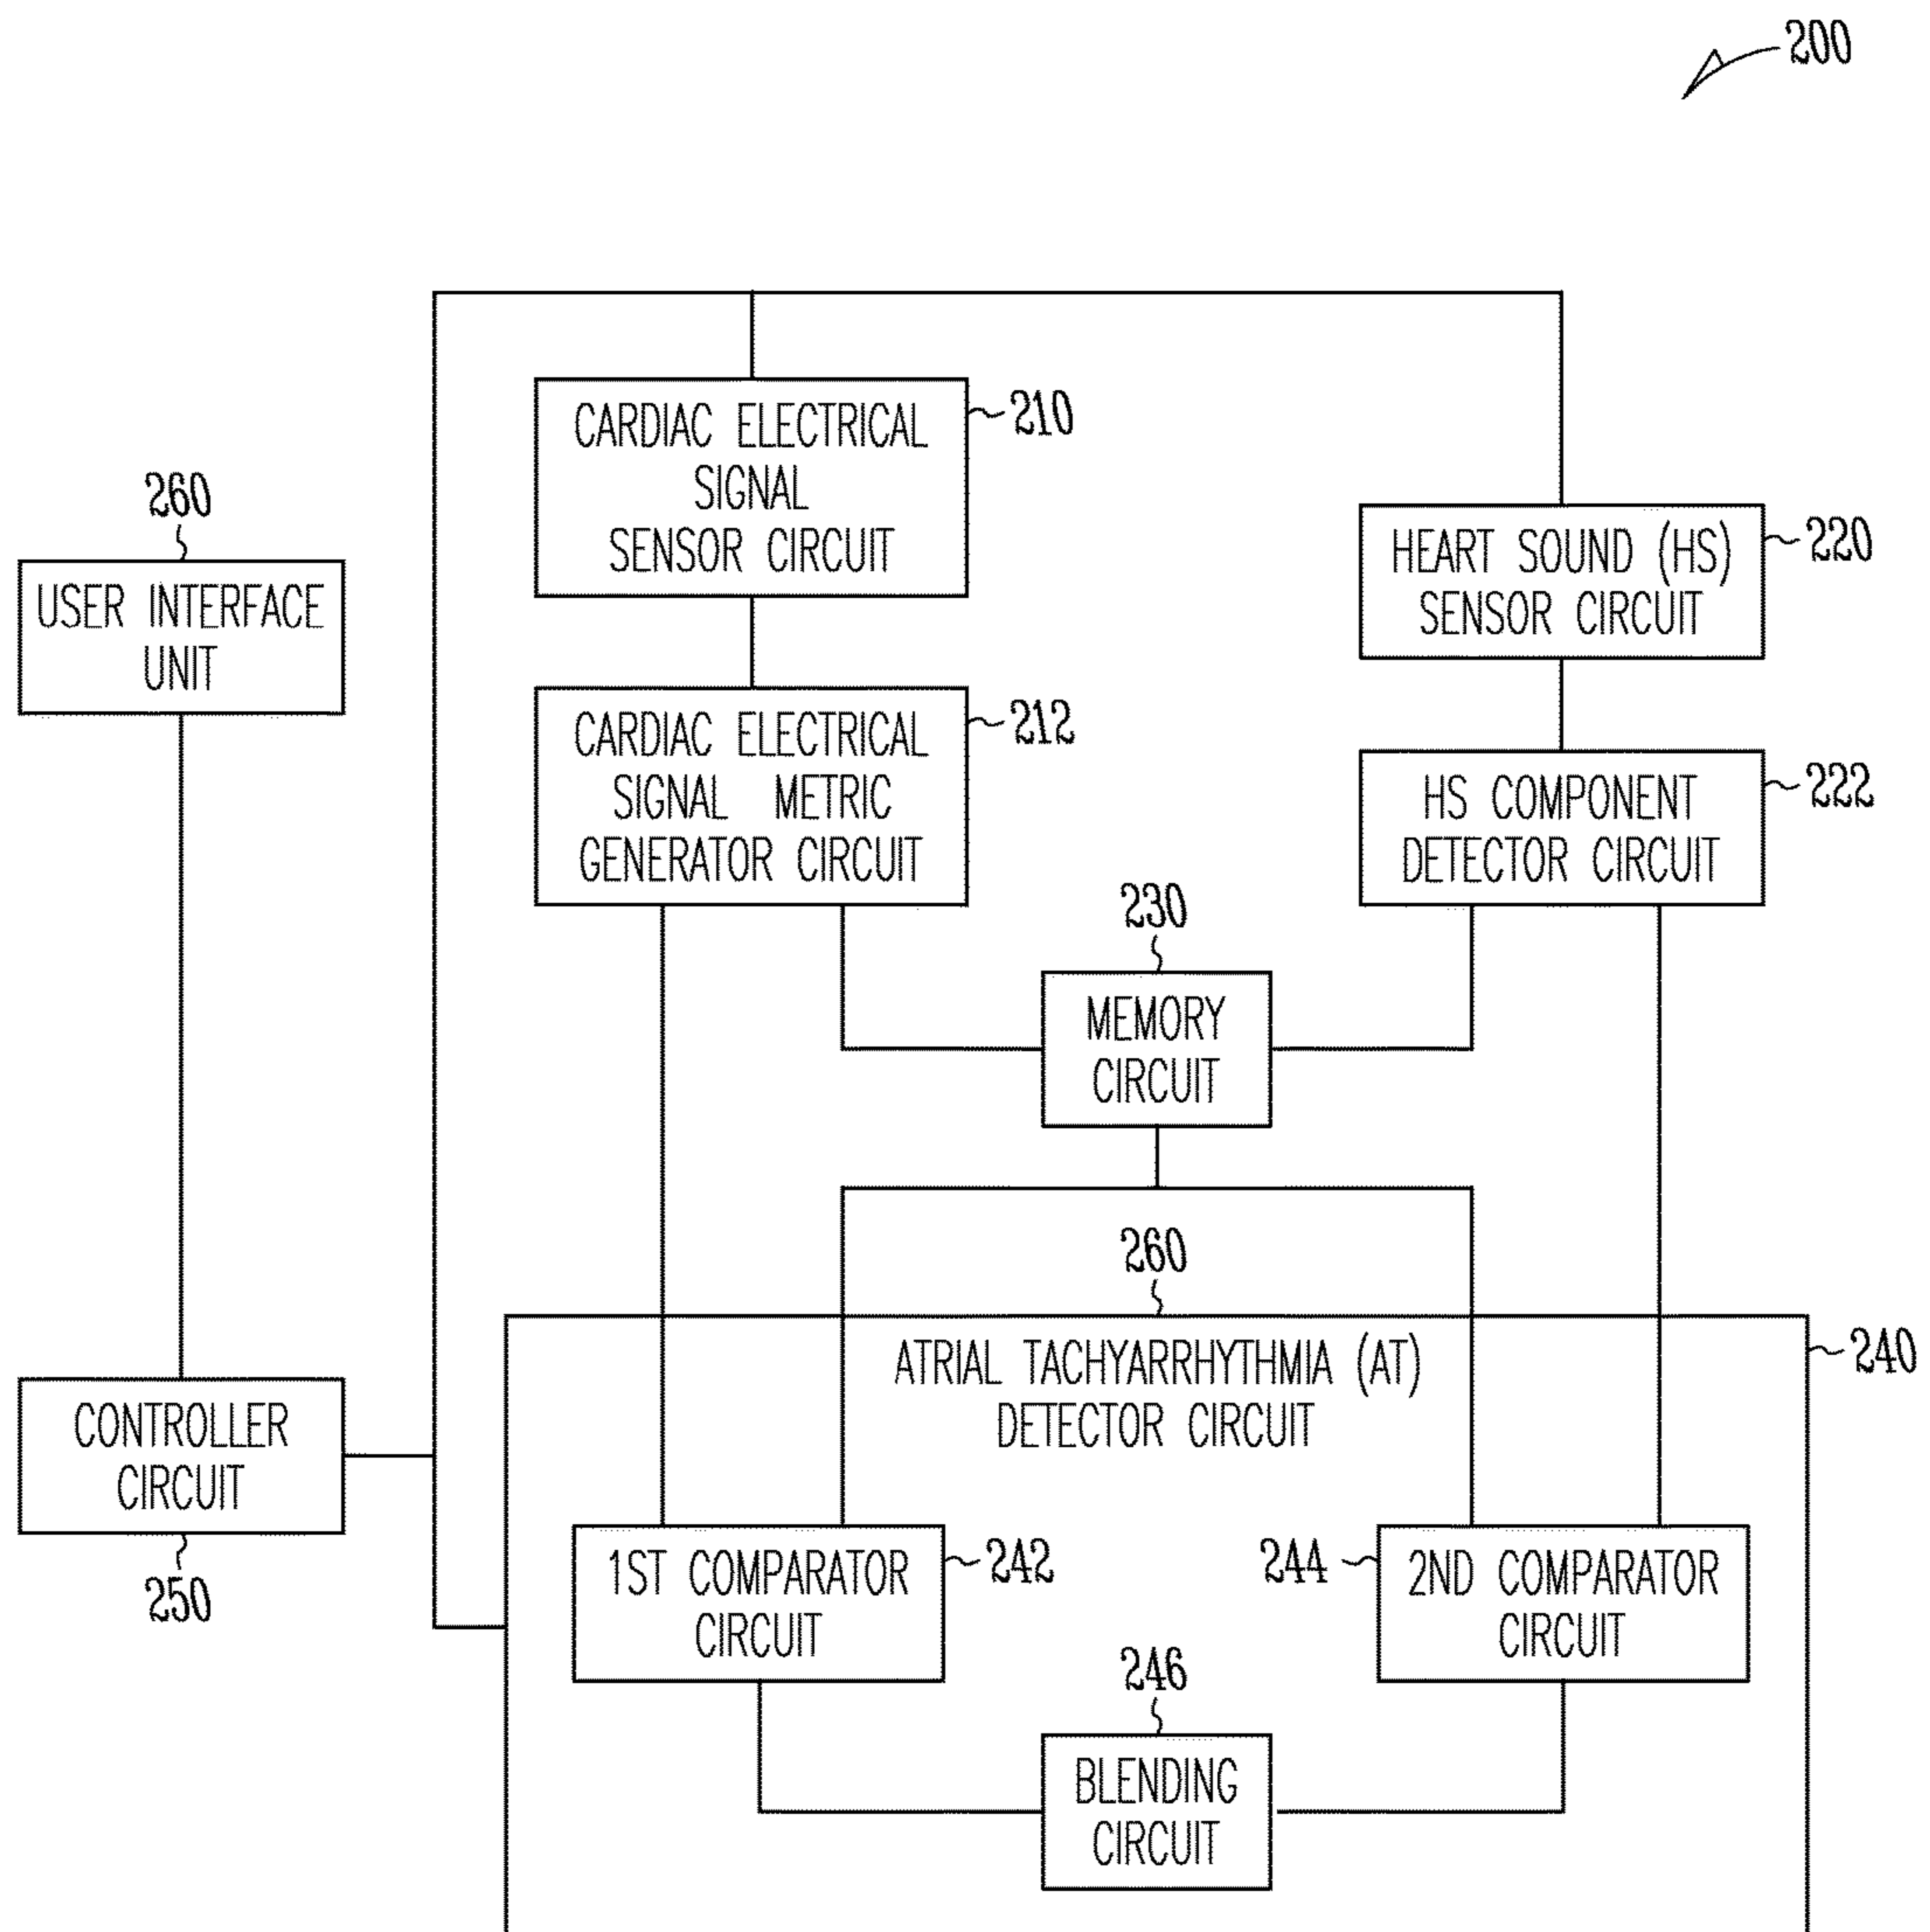 200
CARDIAC ELECTRICAL
SIGNAL
SENSOR CIRCUIT
210
260
USER INTERFACE
UNIT
HEART SOUND (HS)
SENSOR CIRCUIT
220
CARDIAC ELECTRICAL
SIGNAL METRIC
GENERATOR CIRCUIT
212
HS COMPONENT
DETECTOR CIRCUIT
222
230
MEMORY
CIRCUIT
260
ATRIAL TACHYARRHYTHMIA (AT)
DETECTOR CIRCUIT
240
CONTROLLER
CIRCUIT
250
1ST COMPARATOR
CIRCUIT
242
244
2ND COMPARATOR
CIRCUIT
246
BLENDING
CIRCUIT